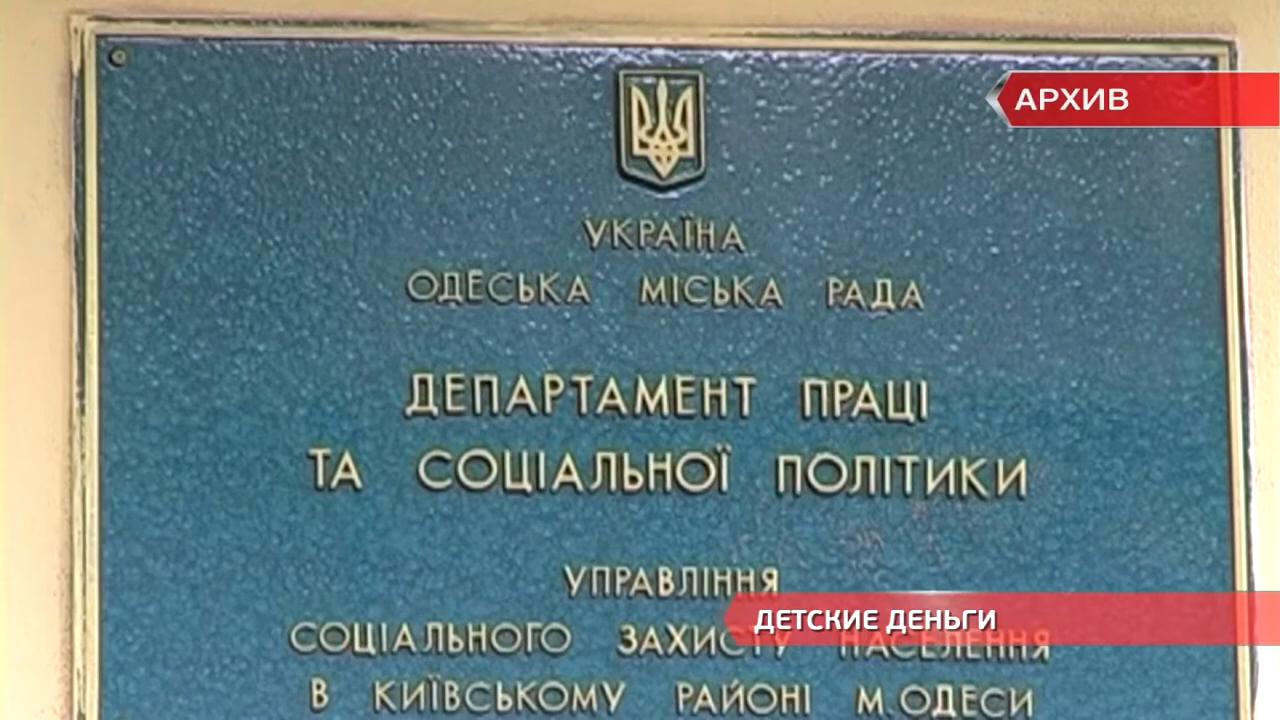 АРХИВ
УКРАЇНА
ОДЕСЬКА МІСЬКА РАДА
ДЕПАРТАМЕНТ ПРАЦІ
ТА СОЦІАЛЬНОЇ ПОЛІТИКИ
УПРАВЛІННЯ
ДЕТСКИЕ ДЕНЬГИ
СОЦІАЛЬНОГО ЗАХИСТУ НАСЕЛЕННЯ
В КИЇВСЬКОМУ РАЙОНІ М.ОДЕСИ